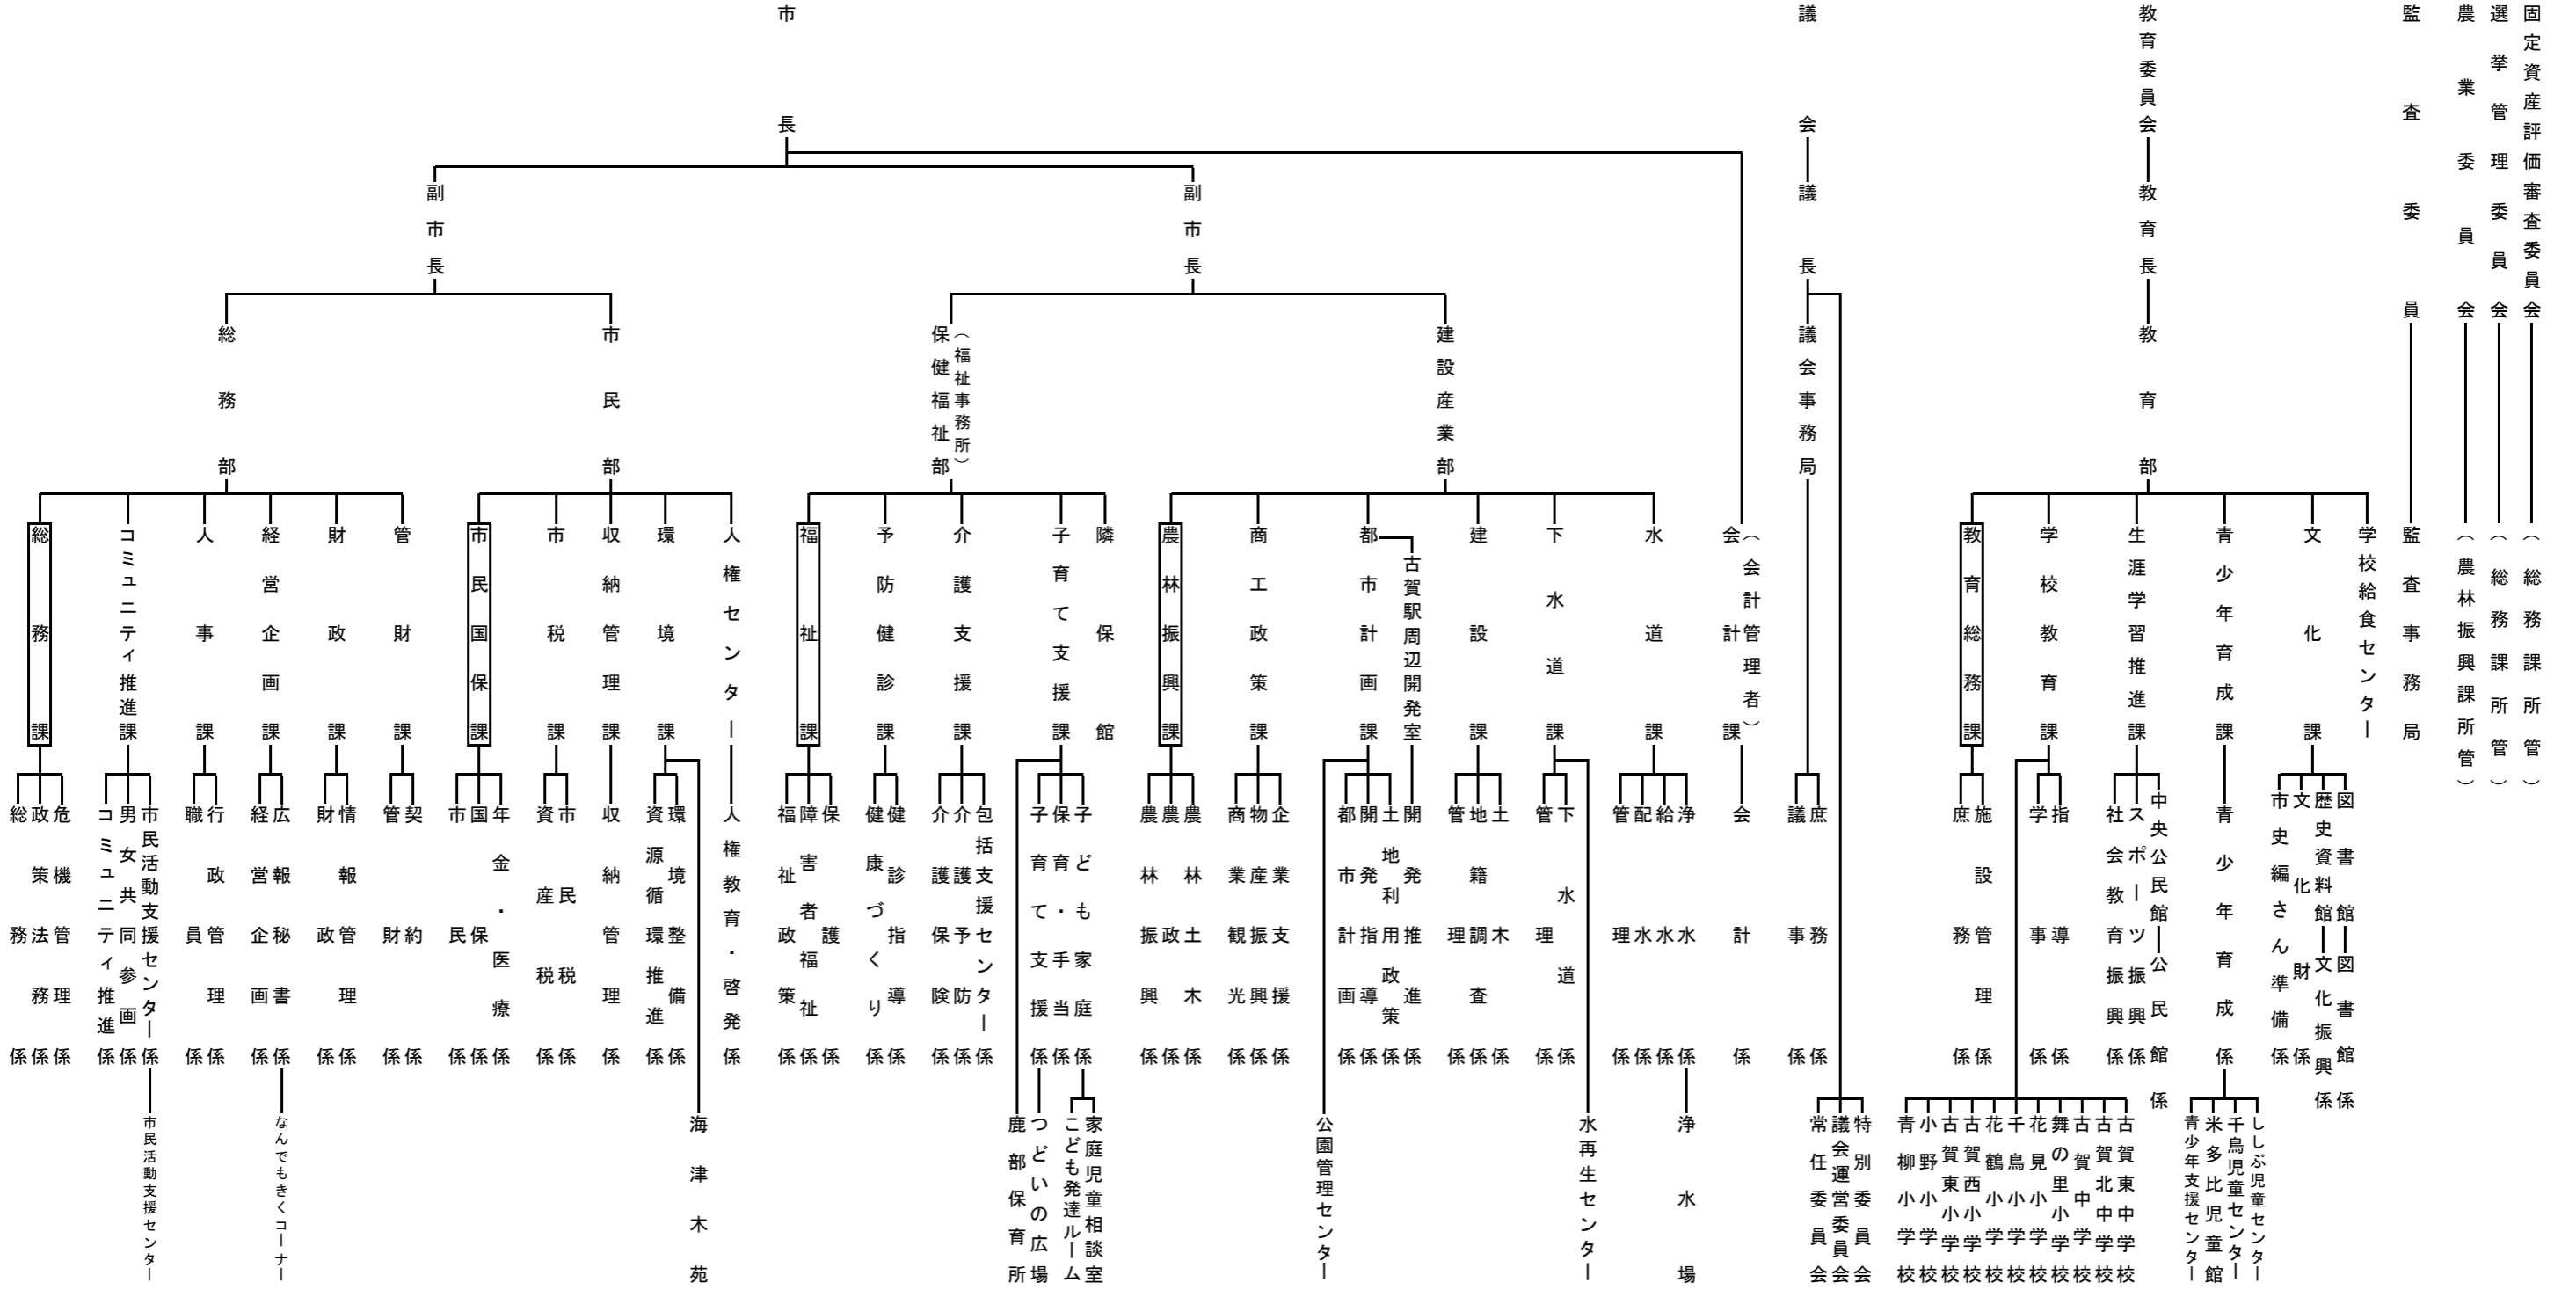 市長
議会
教育委員会
監査委員
農業委員会
選挙管理委員会
固定資産評価審査委員会
副市長
副市長
議長
教育長
総務部
市民部
保健福祉部
（福祉事務所）
建設産業部
議会事務局
教育部
総務課
コミュニティ推進課
人事課
経営企画課
財政課
管財課
市民国保課
市税課
収納管理課
環境課
人権センター
福祉課
予防健診課
介護支援課
子育て支援課
隣保館
農林振興課
商工政策課
都市計画課
古賀駅周辺開発室
建設課
下水道課
水道課
会計課
（会計管理者）
教育総務課
学校教育課
生涯学習推進課
青少年育成課
文化課
学校給食センター
監査事務局
（農林振興課所管）
（総務課所管）
（総務課所管）
総務係
政策法務係
危機管理係
コミュニティ推進係
男女共同参画係
市民活動支援センター係
職員係
行政管理係
経営企画係
広報秘書係
財政係
情報管理係
管財係
契約係
市民係
国保係
年金・医療係
資産税係
市民税係
収納管理係
資源循環推進係
環境整備係
人権教育・啓発係
福祉政策係
障害者福祉係
保護係
健康づくり係
健診指導係
介護保険係
介護予防係
包括支援センター係
子育て支援係
保育・手当係
子ども家庭係
農林振興係
農政係
農林土木係
商業観光係
物産振興係
企業支援係
都市計画係
開発指導係
土地利用政策係
開発推進係
管理係
地籍調査係
土木係
管理係
下水道係
管理係
配水係
給水係
浄水係
会計係
議事係
庶務係
庶務係
施設管理係
学事係
指導係
社会教育振興係
スポーツ振興係
中央公民館
公民館係
青少年育成係
市史編さん準備係
文化財係
歴史資料館
文化振興係
図書館
図書館係
市民活動支援センター
なんでもきくコーナー
海津木苑
鹿部保育所
つどいの広場
こども発達ルーム
家庭児童相談室
公園管理センター
水再生センター
浄水場
常任委員会
議会運営委員会
特別委員会
青柳小学校
小野小学校
古賀東小学校
古賀西小学校
花鶴小学校
千鳥小学校
花見小学校
舞の里小学校
古賀中学校
古賀北中学校
古賀東中学校
青少年支援センター
米多比児童館
千鳥児童センター
ししぶ児童センター